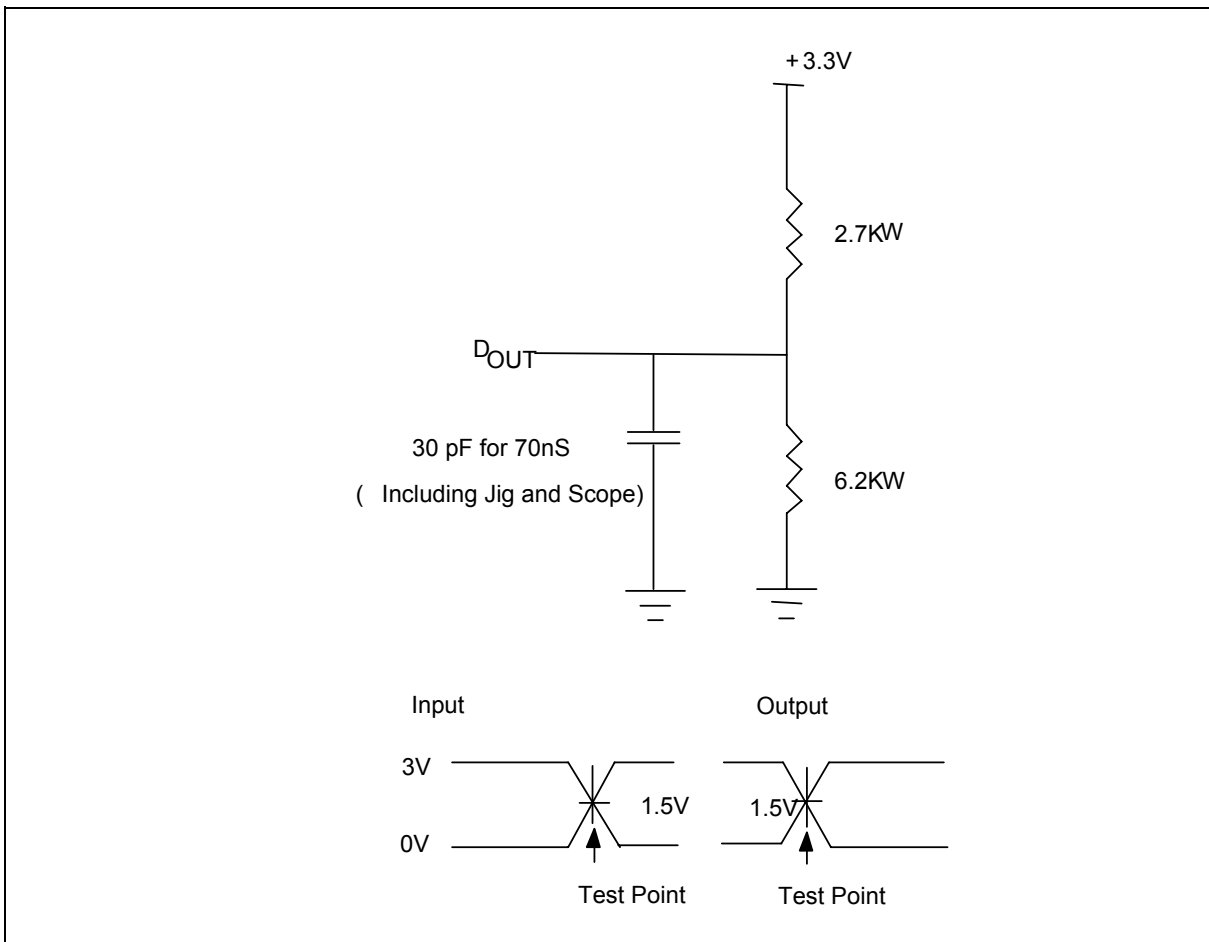 +3.3V
2.7KW
DOUT
30 pF for 70nS
( Including Jig and Scope)
6.2KW
Input
Output
3V
1.5V
1.5V
0V
Test Point
Test Point